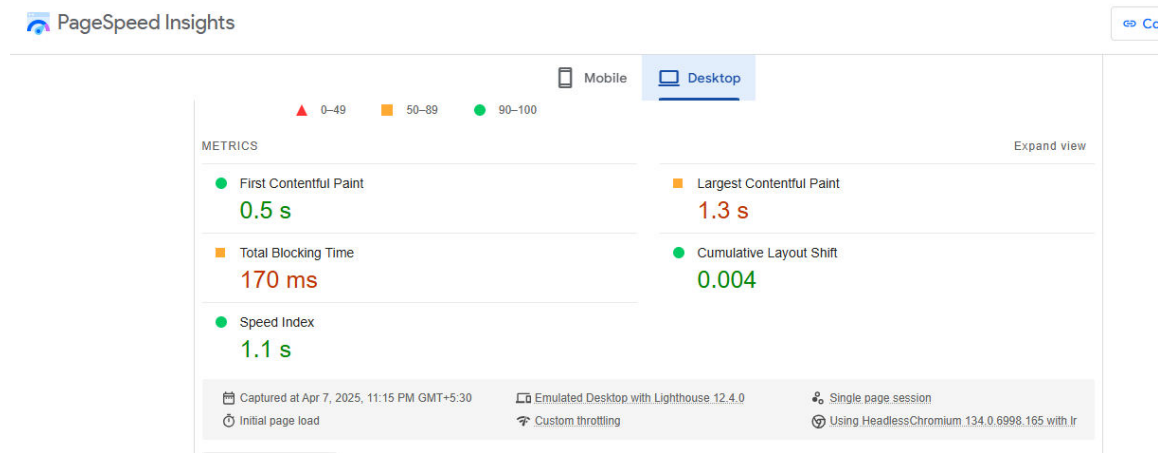 PageSpeed Insights
Co
Mobile
Desktop
0–49
50–89
90–100
METRICS
Expand view
First Contentful Paint
0.5 s
Largest Contentful Paint
1.3 s
Total Blocking Time
170 ms
Cumulative Layout Shift
0.004
Speed Index
1.1 s
Captured at Apr 7, 2025, 11:15 PM GMT+5:30
Emulated Desktop with Lighthouse 12.4.0
Single page session
Initial page load
Custom throttling
Using HeadlessChromium 134.0.6998.165 with lr